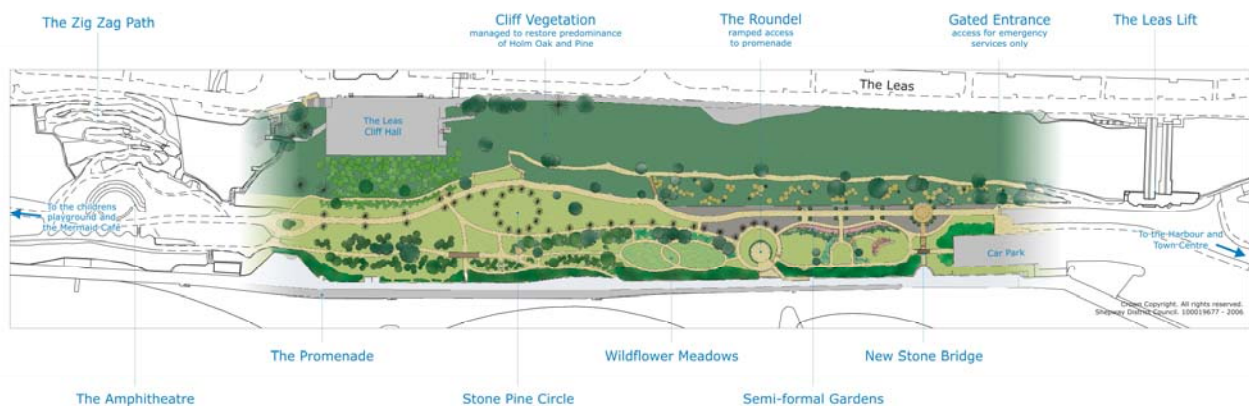 The Zig Zag Path
Cliff Vegetation
managed to restore predominance
of Holm Oak and Pine
The Roundel
ramped access
to promenade
Gated Entrance
access for emergency
services only
The Leas Lift
The Leas
The Leas
Cliff Hall
To the childrens
playground and
the Mermaid Café
To the Harbour and
Town Centre
Car Park
Crown Copyright. All rights reserved.
Shepway District Council. 100019677 - 2006
The Promenade
Wildflower Meadows
New Stone Bridge
The Amphitheatre
Stone Pine Circle
Semi-formal Gardens